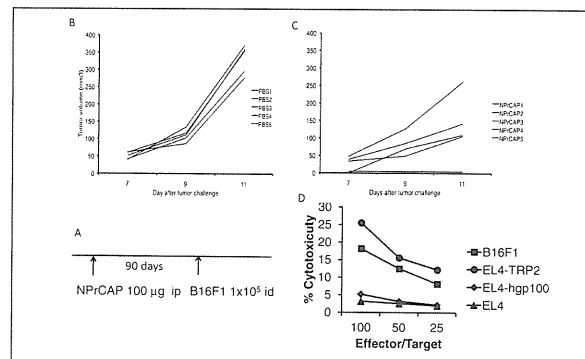 B
Tumor volume (mm3)
400
350
300
250
200
150
100
50
0
7
9
11
Day after tumor challenge
PBS1
PBS2
PBS3
PBS4
PBS5
C
400
350
300
250
200
150
100
50
0
7
9
11
Days after tumor challenge
NPrCAP1
NPrCAP2
NPrCAP3
NPrCAP4
NPrCAP5
A
90 days
NPrCAP 100 µg ip
B16F1 1x10⁵ id
D
% Cytotoxicuty
30
25
20
15
10
5
0
100
50
25
Effector/Target
B16F1
EL4-TRP2
EL4-hgp100
EL4